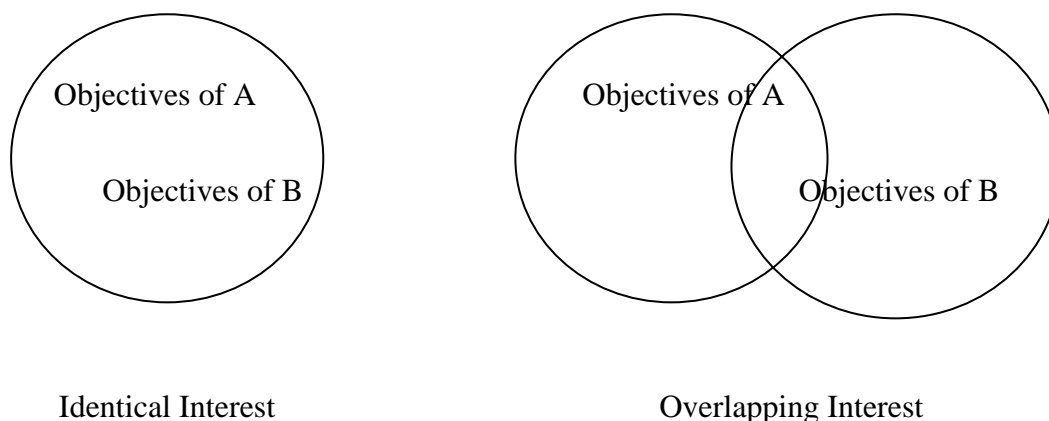 Objectives of A
Objectives of B
Identical Interest
Objectives of A
Objectives of B
Overlapping Interest